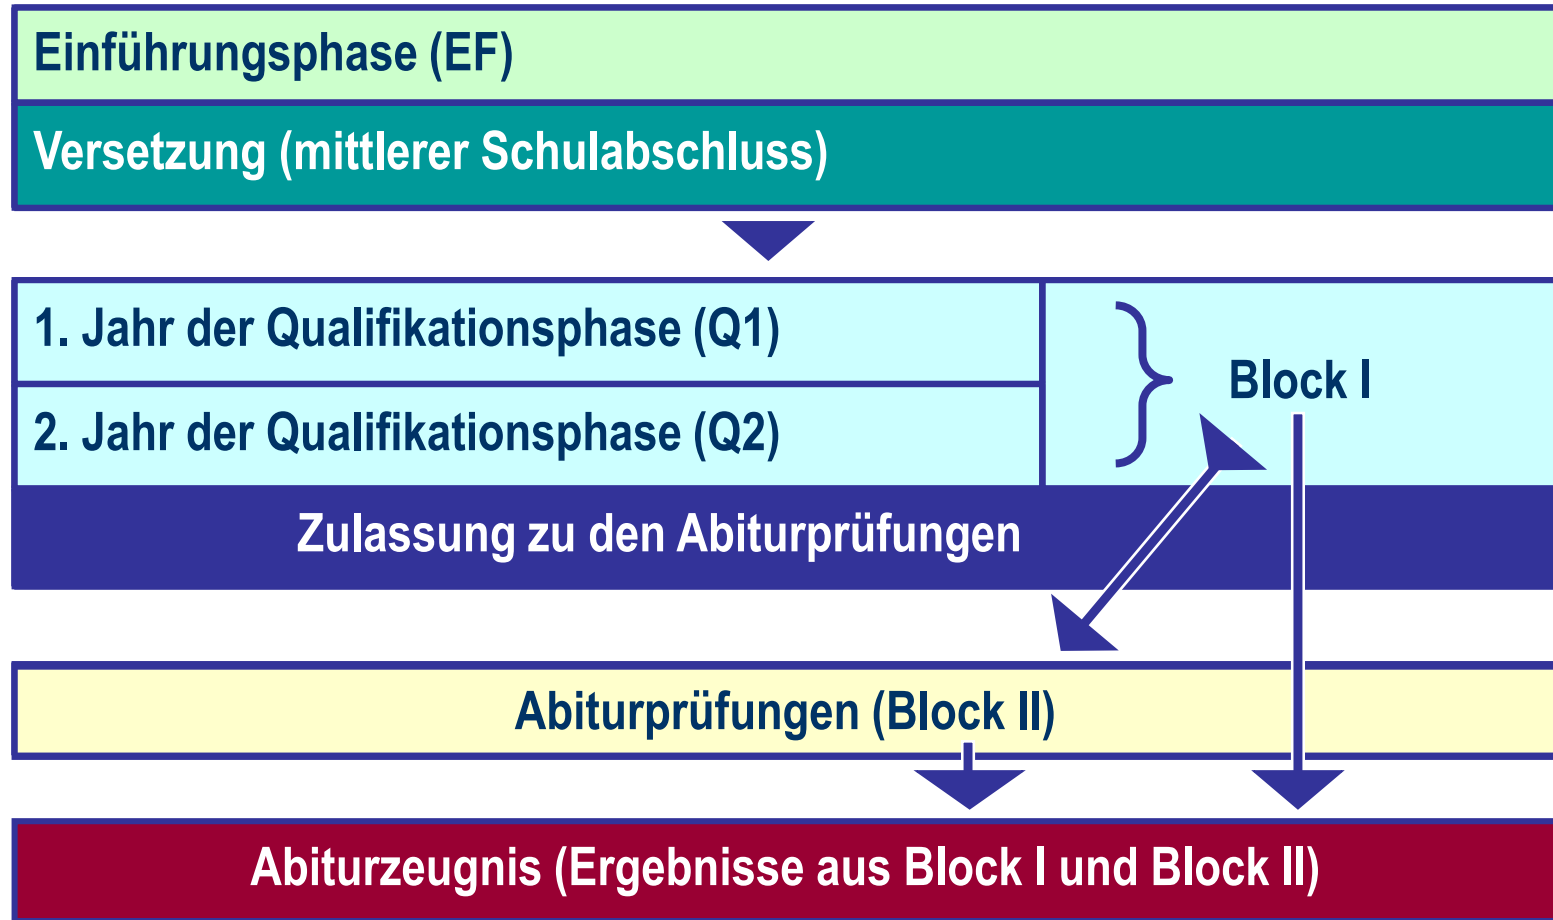 Einführungsphase (EF)
Versetzung (mittlerer Schulabschluss)
1. Jahr der Qualifikationsphase (Q1)
2. Jahr der Qualifikationsphase (Q2)
Block I
Zulassung zu den Abiturprüfungen
Abiturprüfungen (Block II)
Abiturzeugnis (Ergebnisse aus Block I und Block II)